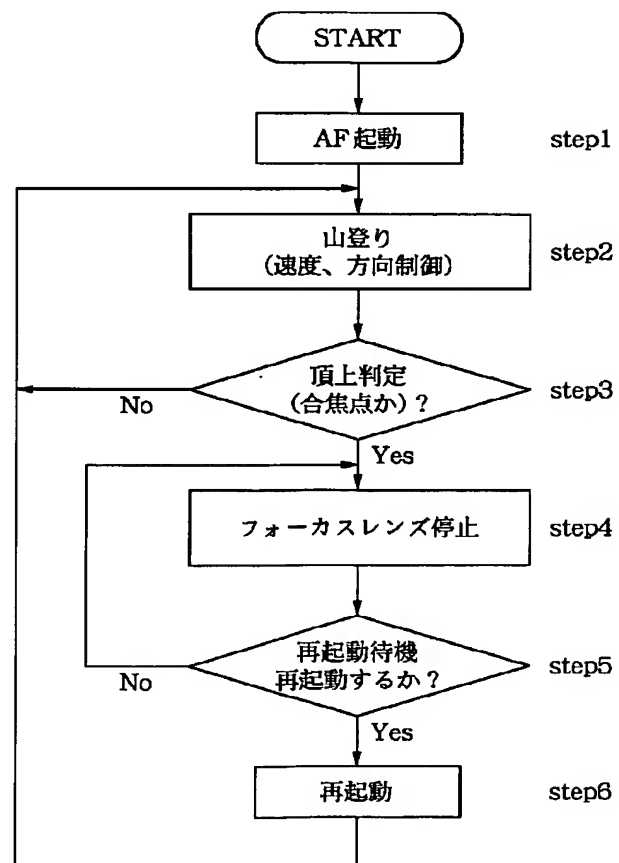 START
AF起動
step1
山登り
(速度、方向制御)
step2
頂上判定
(合焦点か)?
step3
No
Yes
フォーカスレンズ停止
step4
再起動待機
再起動するか?
step5
No
Yes
再起動
step6